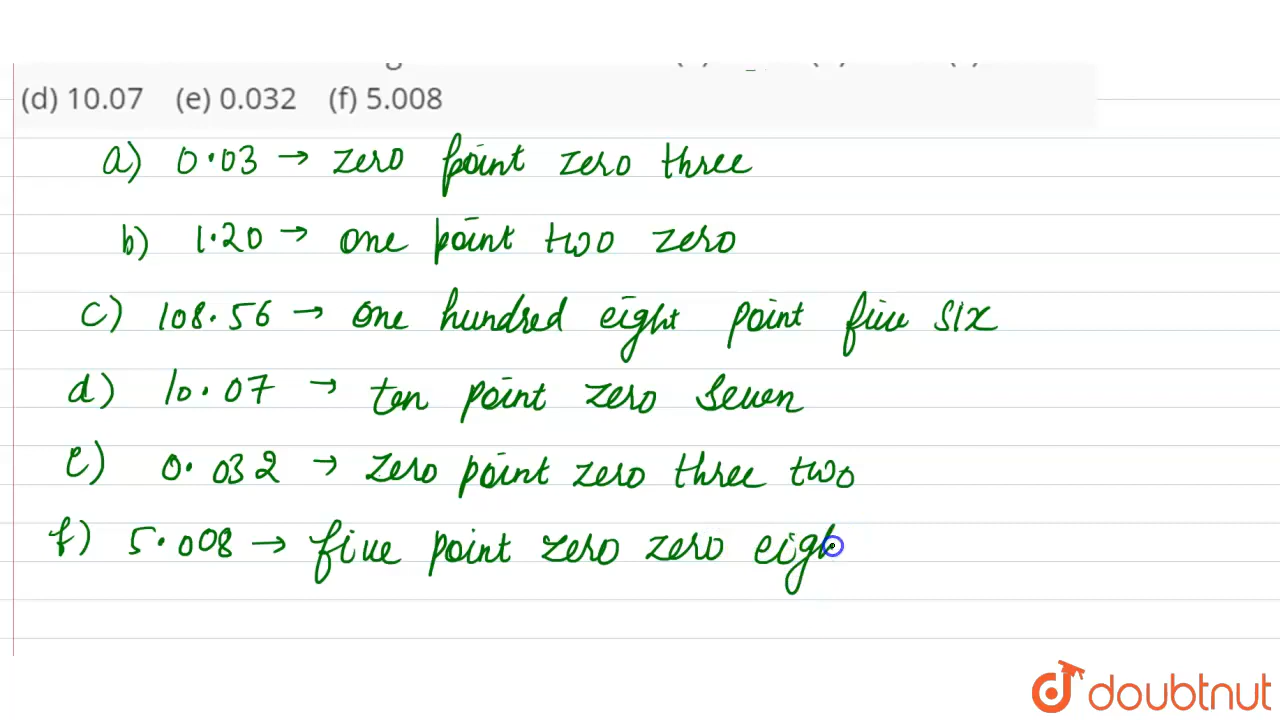 (d) 10.07 (e) 0.032 (f) 5.008
a) 0.03 → zero point zero three
b) 1.20 → one point two zero
c) 108.56 → one hundred eight point five six
d) 10.07 → ten point zero seven
e) 0.032 → zero point zero three two
f) 5.008 → five point zero zero eigh
doubtnut